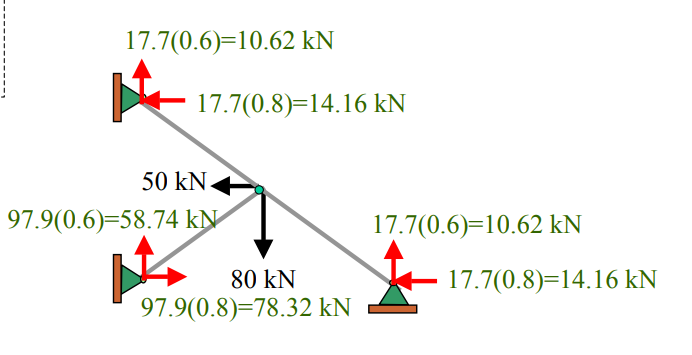 17.7(0.6)=10.62 kN
17.7(0.8)=14.16 kN
50 kN
97.9(0.6)=58.74 kN
17.7(0.6)=10.62 kN
80 kN
17.7(0.8)=14.16 kN
97.9(0.8)=78.32 kN